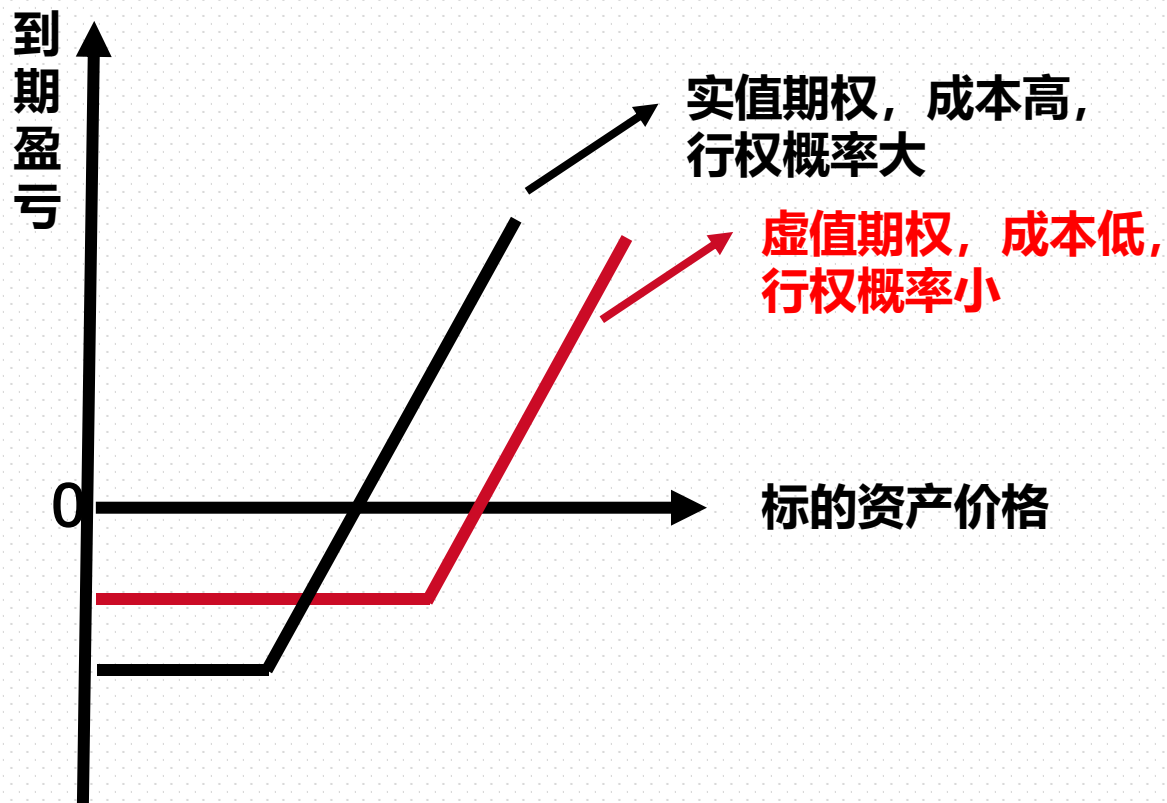 到期盈亏
实值期权，成本高，
行权概率大
虚值期权，成本低，
行权概率小
0
标的资产价格